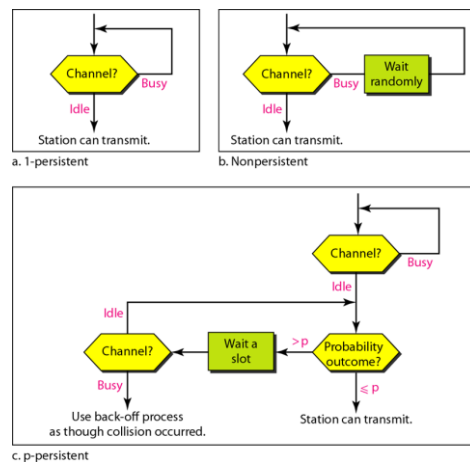 Channel?
Busy
Idle
Station can transmit.
a. 1-persistent
Channel?
Busy
Wait
randomly
Idle
Station can transmit.
b. Nonpersistent
Channel?
Busy
Idle
Idle
Channel?
Wait a
slot
>p
Probability
outcome?
Busy
⩽ p
Use back-off process
as though collision occurred.
Station can transmit.
c. p-persistent